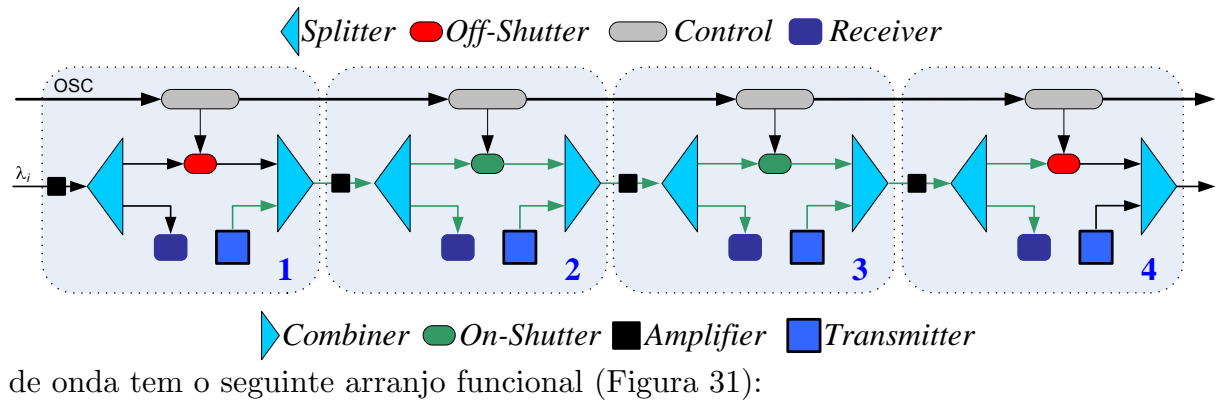 Splitter Off-Shutter Control Receiver
OSC
λi
1 2 3 4
Combiner On-Shutter Amplifier Transmitter
de onda tem o seguinte arranjo funcional (Figura 31):